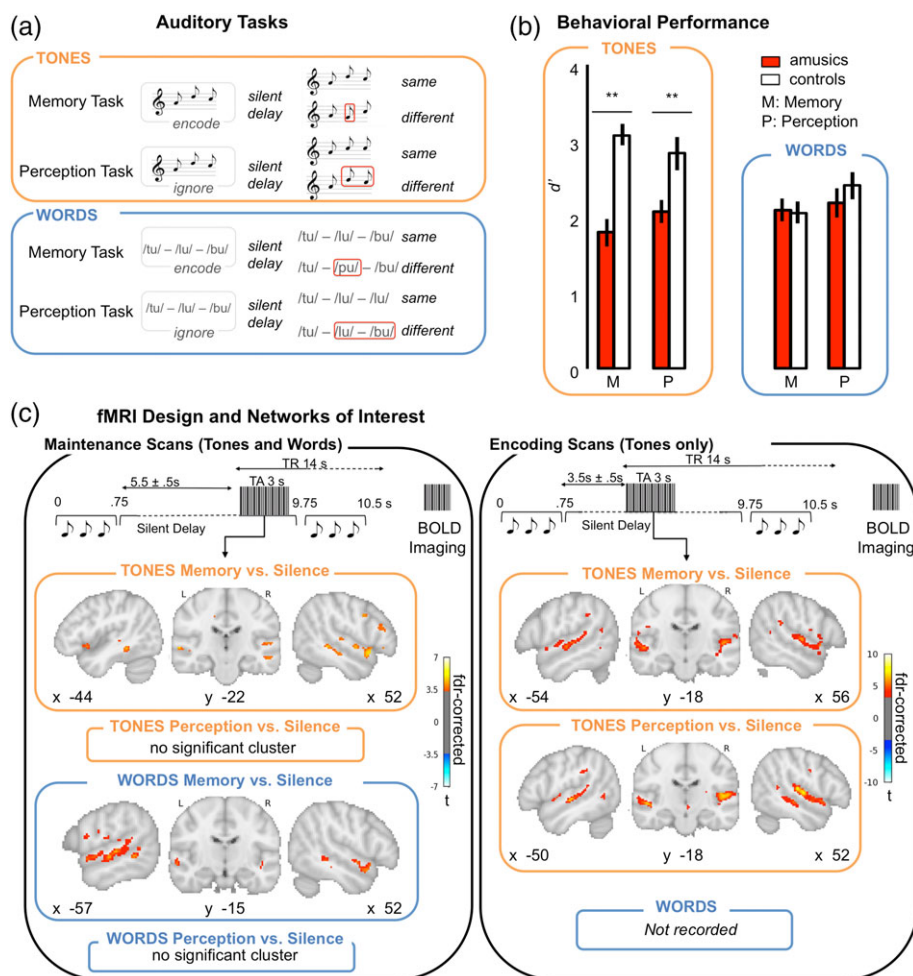 (a) Auditory Tasks
TONES
Memory Task
encode
silent delay
same
different
Perception Task
ignore
silent delay
same
different
WORDS
Memory Task
/tu/ – /lu/ – /bu/
encode
silent delay
/tu/ – /lu/ – /bu/ same
/tu/ – /pu/ – /bu/ different
Perception Task
/tu/ – /lu/ – /bu/
ignore
silent delay
/tu/ – /lu/ – /lu/ same
/tu/ – /lu/ – /bu/ different
(b) Behavioral Performance
TONES
4
3
2
1
0
d'
** **
M P
amusics
controls
M: Memory
P: Perception
WORDS
M P
(c) fMRI Design and Networks of Interest
Maintenance Scans (Tones and Words)
TR 14 s
5.5 ± .5s TA 3 s
0 .75 9.75 10.5 s
Silent Delay
BOLD
Imaging
TONES Memory vs. Silence
L R
x -44 y -22 x 52
TONES Perception vs. Silence
no significant cluster
WORDS Memory vs. Silence
L R
x -57 y -15 x 52
WORDS Perception vs. Silence
no significant cluster
7
3.5
0
-3.5
-7
t
fdr-corrected
Encoding Scans (Tones only)
TR 14 s
3.5s ± .5s TA 3 s
0 .75 9.75 10.5 s
Silent Delay
BOLD
Imaging
TONES Memory vs. Silence
L R
x -54 y -18 x 56
TONES Perception vs. Silence
x -50 y -18 x 52
10
5
0
-5
-10
t
fdr-corrected
WORDS
Not recorded